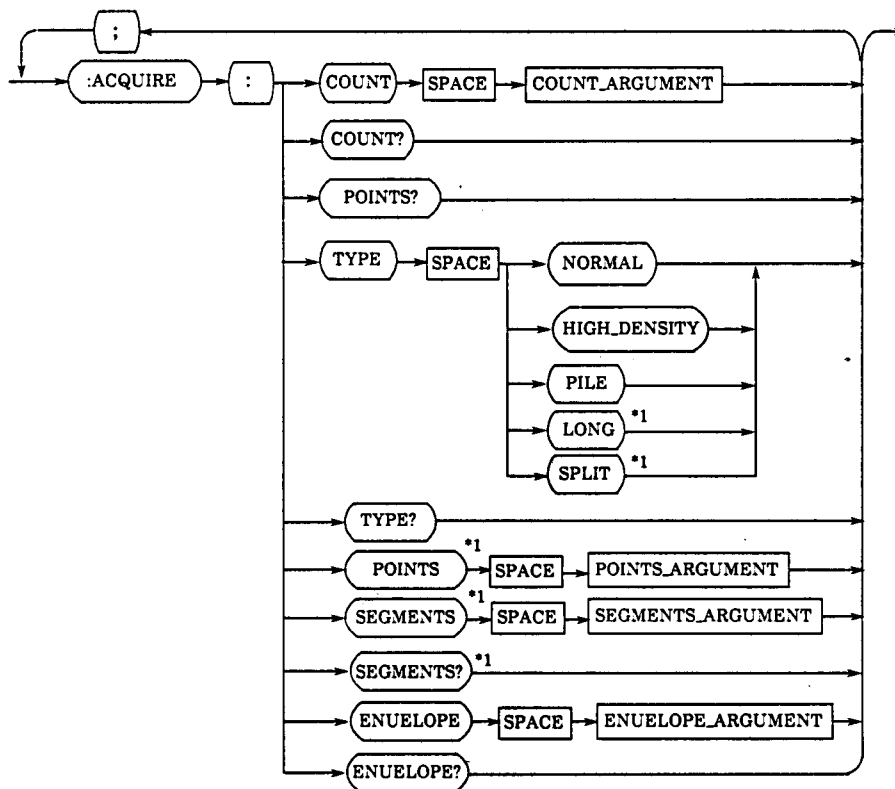 ;
:ACQUIRE : COUNT SPACE COUNT_ARGUMENT
COUNT?
POINTS?
TYPE SPACE NORMAL
HIGH_DENSITY
PILE
LONG *1
SPLIT *1
TYPE?
POINTS *1 SPACE POINTS_ARGUMENT
SEGMENTS *1 SPACE SEGMENTS_ARGUMENT
SEGMENTS? *1
ENUELOPE SPACE ENUELOPE_ARGUMENT
ENUELOPE?